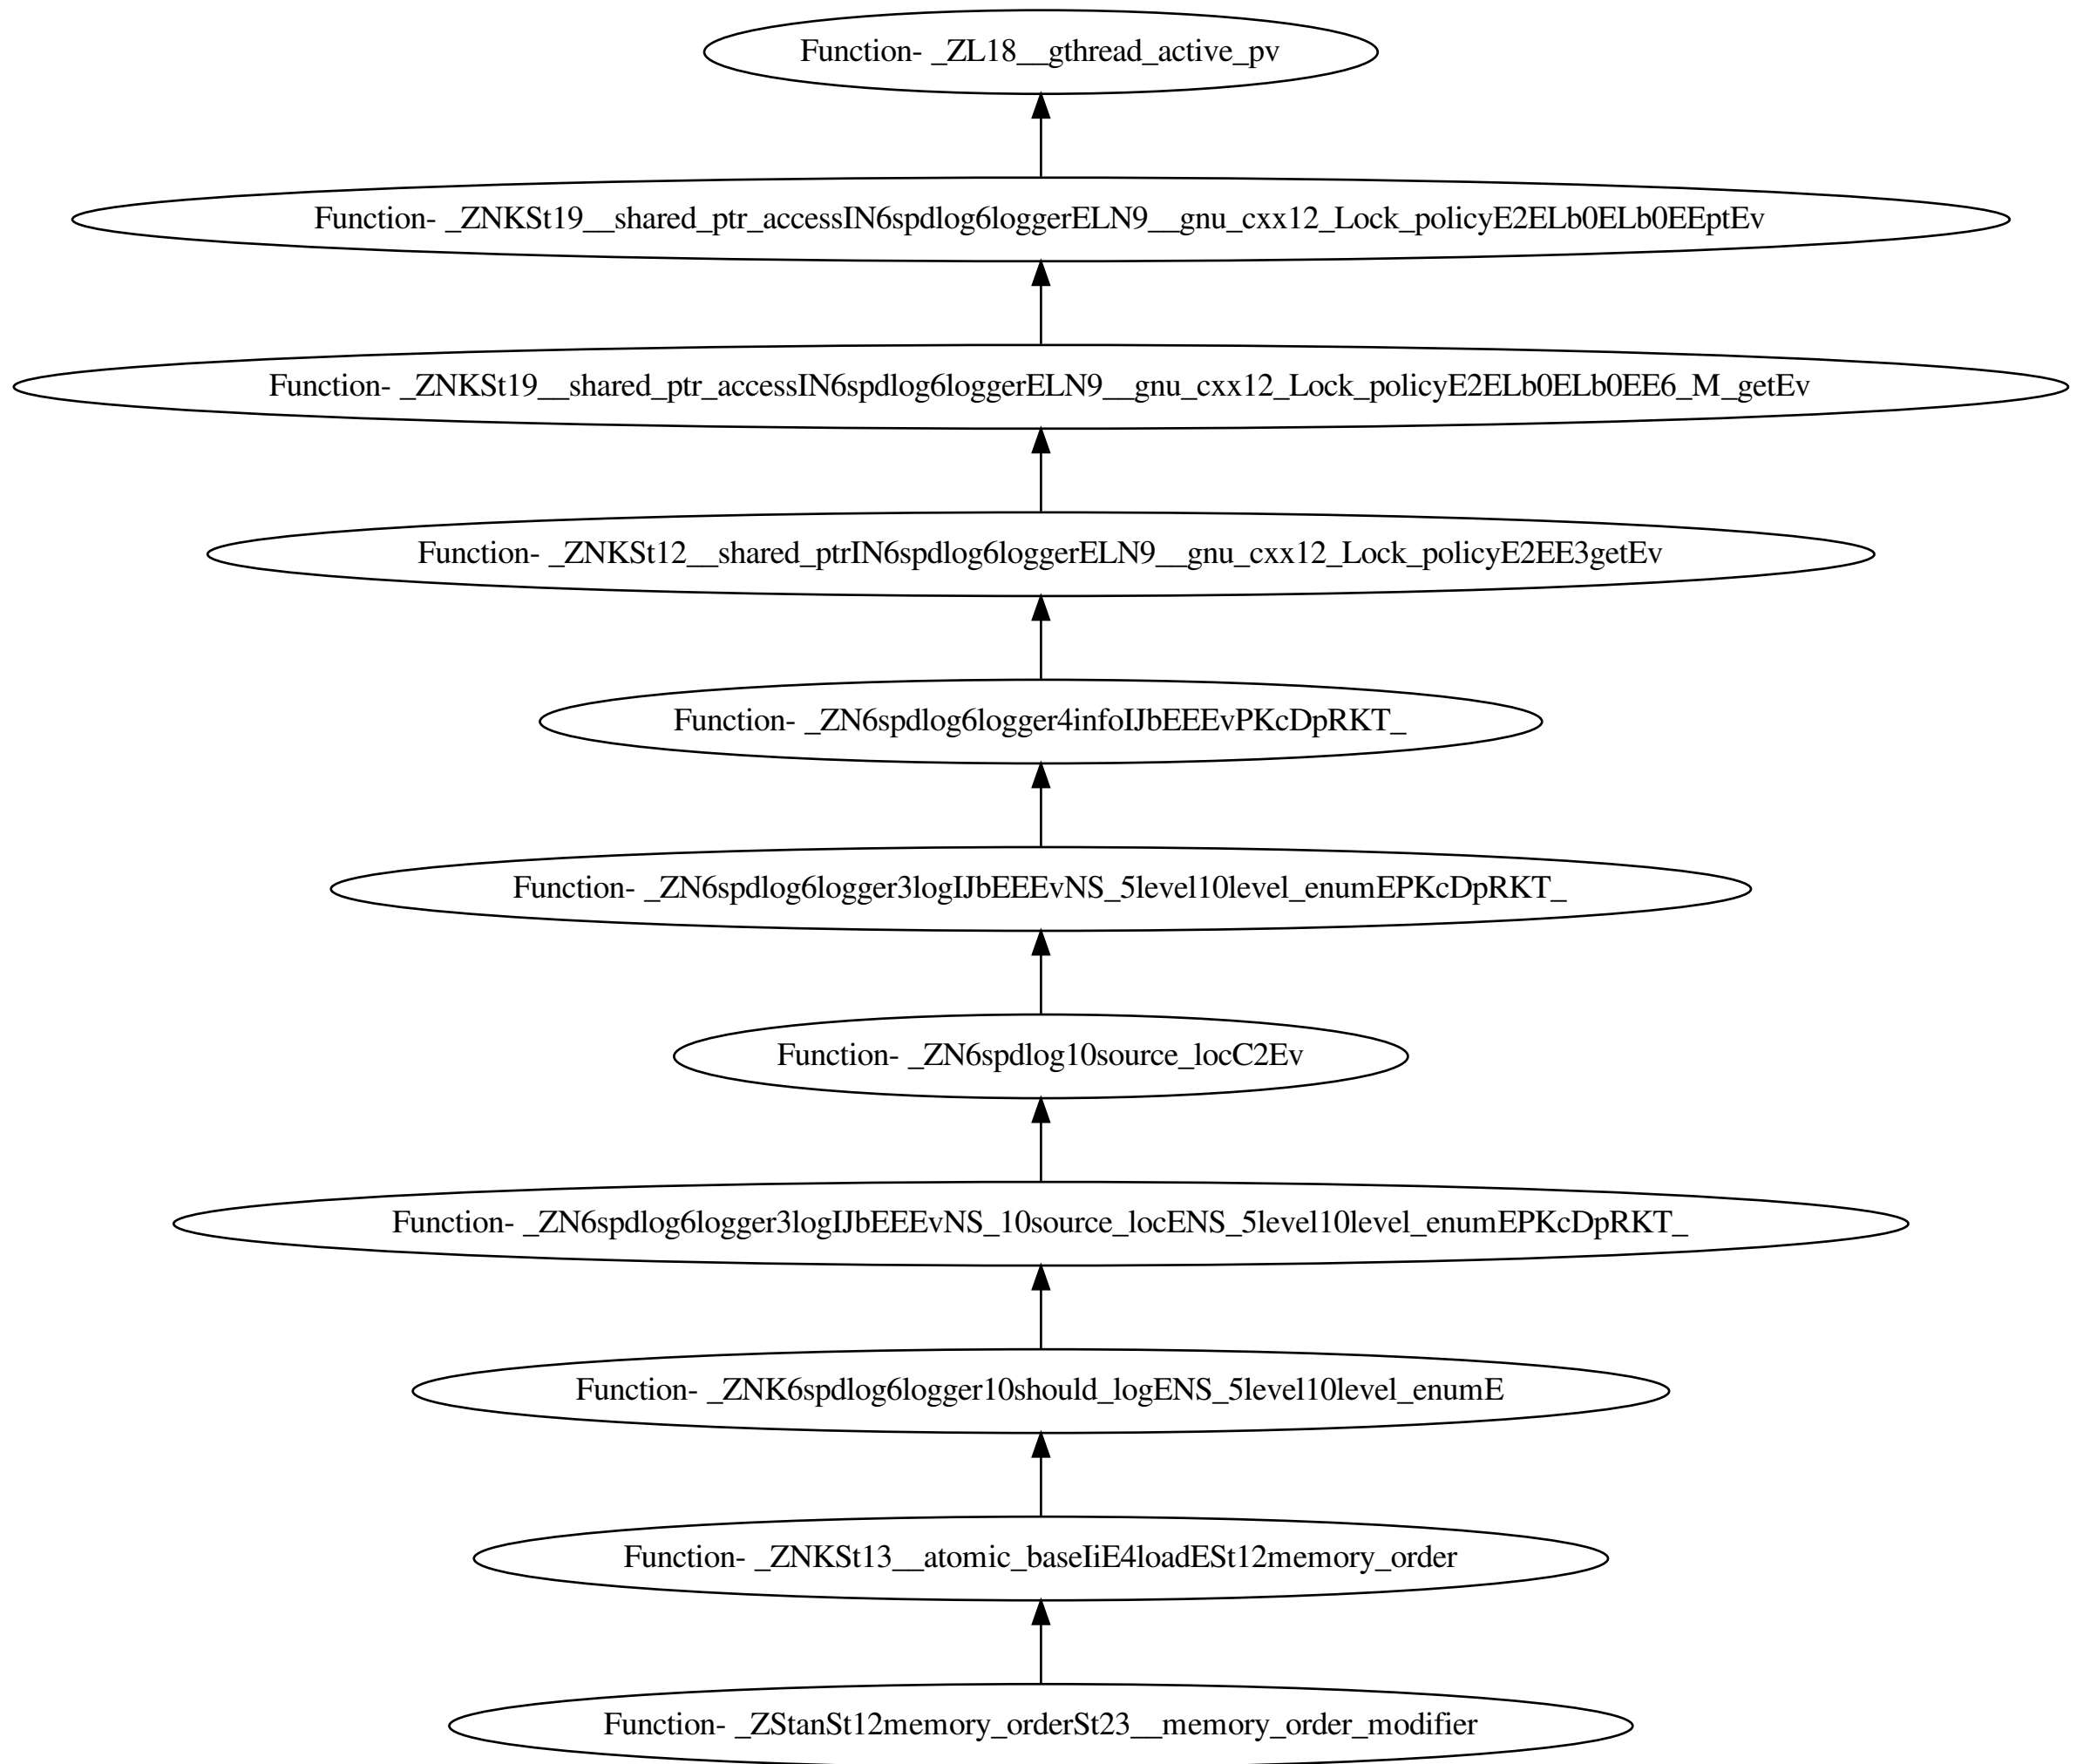 Function- _ZL18__gthread_active_pv
Function- _ZNKSt19__shared_ptr_accessIN6spdlog6loggerELN9__gnu_cxx12_Lock_policyE2ELb0ELb0EEptEv
Function- _ZNKSt19__shared_ptr_accessIN6spdlog6loggerELN9__gnu_cxx12_Lock_policyE2ELb0ELb0EE6_M_getEv
Function- _ZNKSt12__shared_ptrIN6spdlog6loggerELN9__gnu_cxx12_Lock_policyE2EE3getEv
Function- _ZN6spdlog6logger4infoIJbEEEvPKcDpRKT_
Function- _ZN6spdlog6logger3logIJbEEEvNS_5level10level_enumEPKcDpRKT_
Function- _ZN6spdlog10source_locC2Ev
Function- _ZN6spdlog6logger3logIJbEEEvNS_10source_locENS_5level10level_enumEPKcDpRKT_
Function- _ZNK6spdlog6logger10should_logENS_5level10level_enumE
Function- _ZNKSt13__atomic_baseIiE4loadESt12memory_order
Function- _ZStanSt12memory_orderSt23__memory_order_modifier